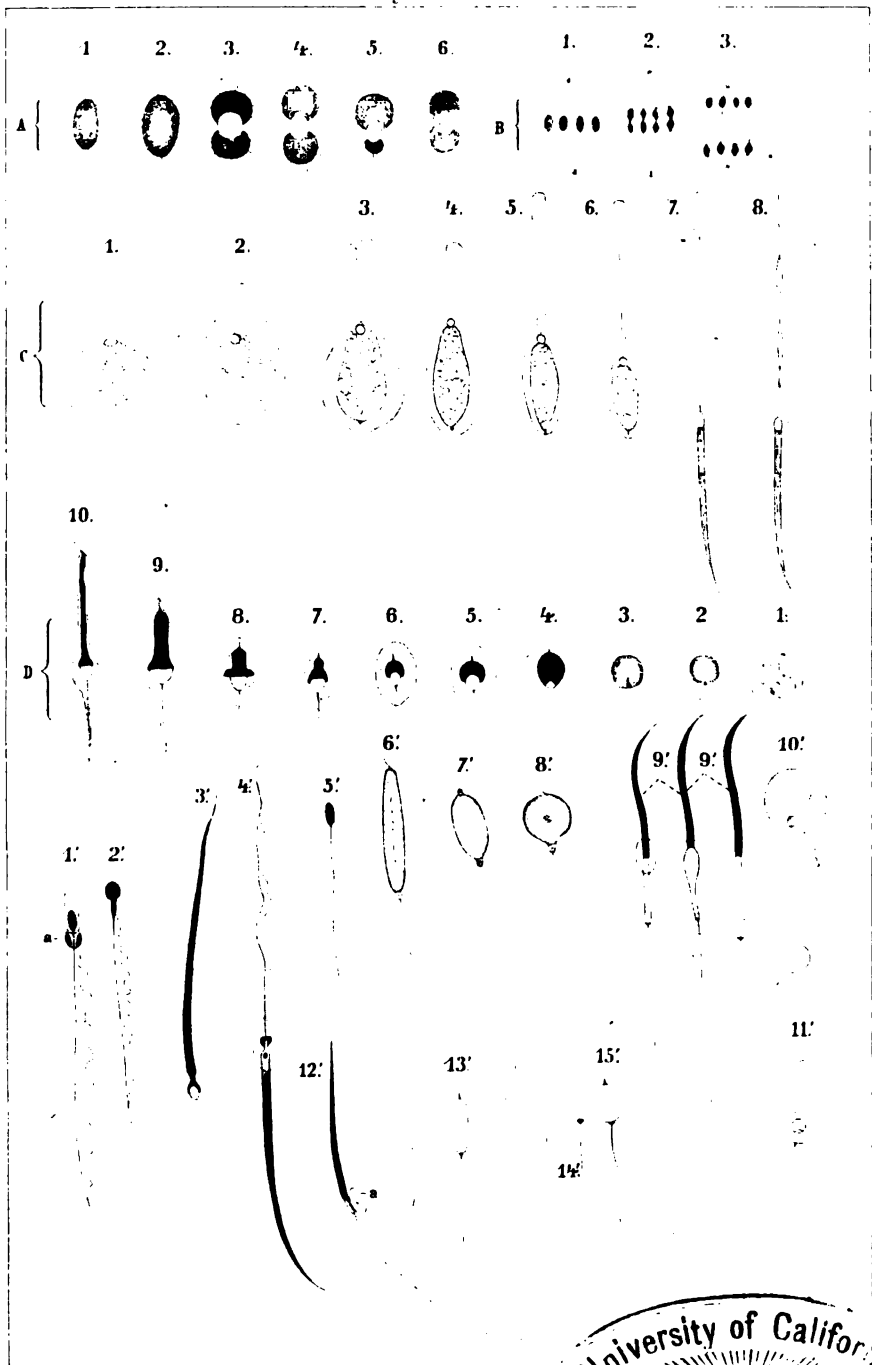 1 2. 3. 4. 5. 6. 1. 2. 3.
A B
3. 4. 5. 6. 7. 8.
1. 2.
C
10.
9.
8. 7. 6. 5. 4. 3. 2 1.
D
6'. 7'. 8'. 9'. 9'. 10'.
3'. 4'. 5'.
1'. 2'.
a
11'.
12'. 13'. 15'.
14'.
a
University of Califor